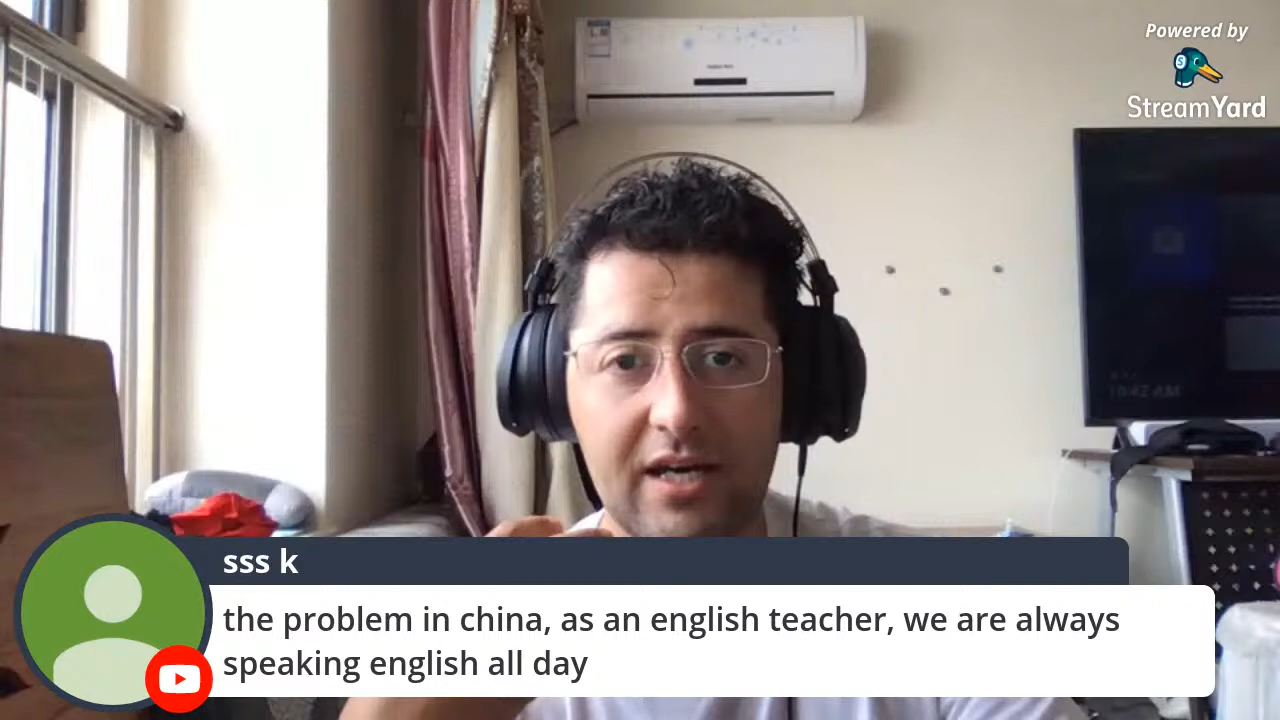 Powered by
StreamYard
sss k
the problem in china, as an english teacher, we are always
speaking english all day